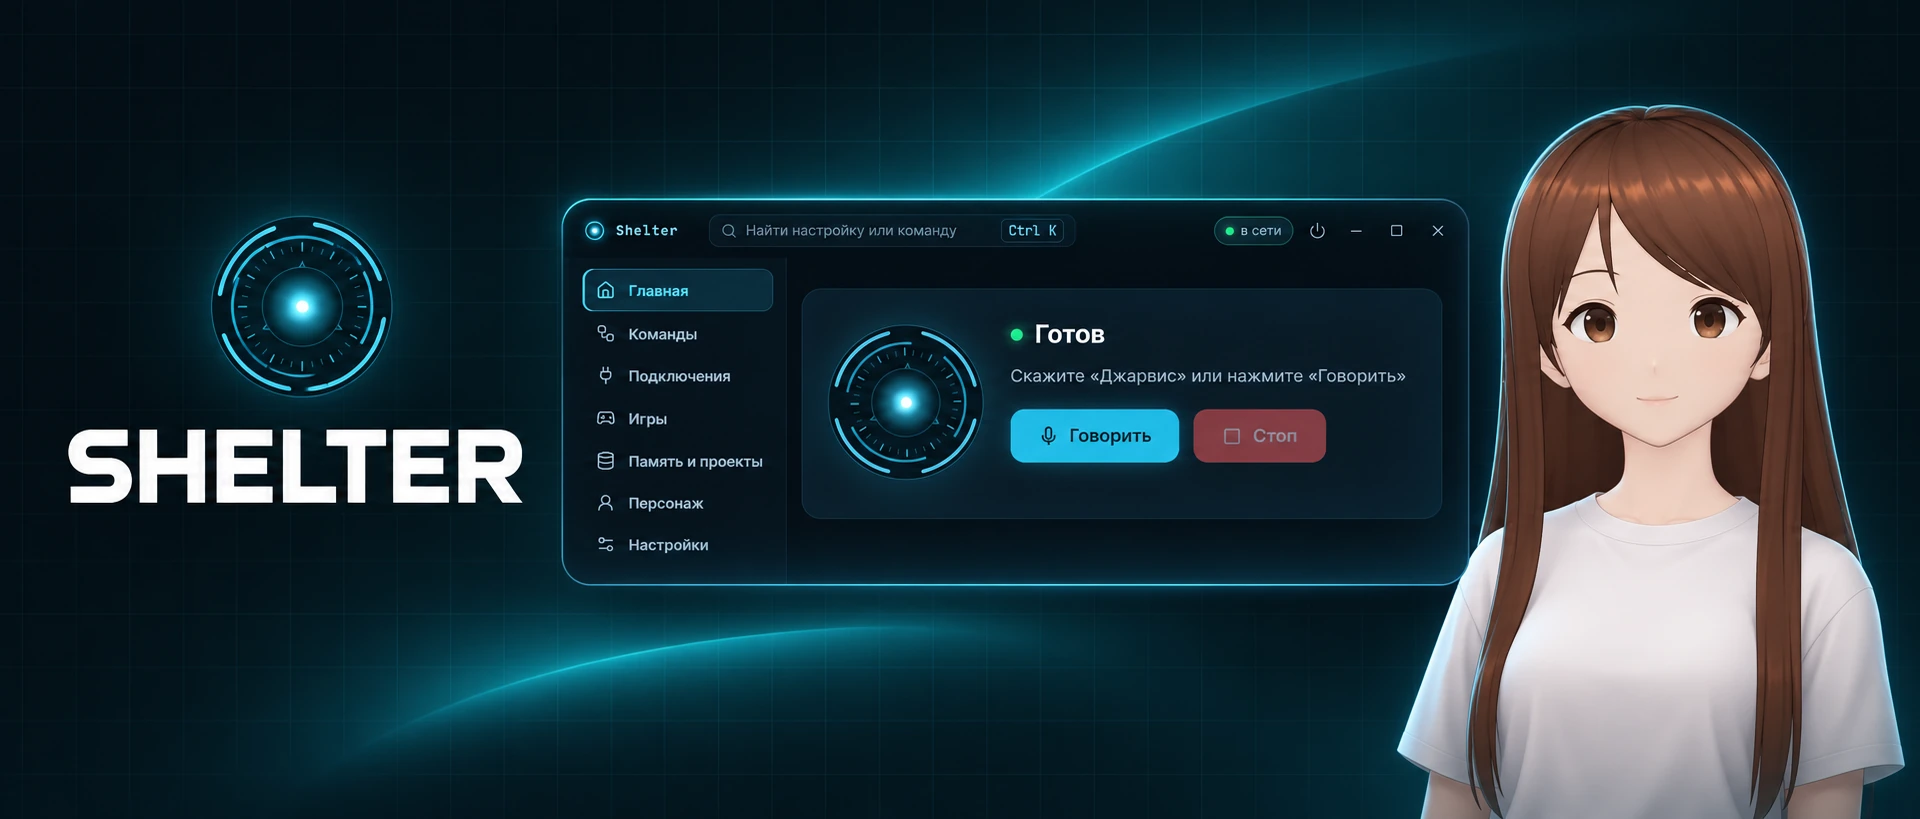 SHELTER
Shelter
Найти настройку или команду
Ctrl K
в сети
Главная
Команды
Подключения
Игры
Память и проекты
Персонаж
Настройки
Готов
Скажите «Джарвис» или нажмите «Говорить»
Говорить
Стоп